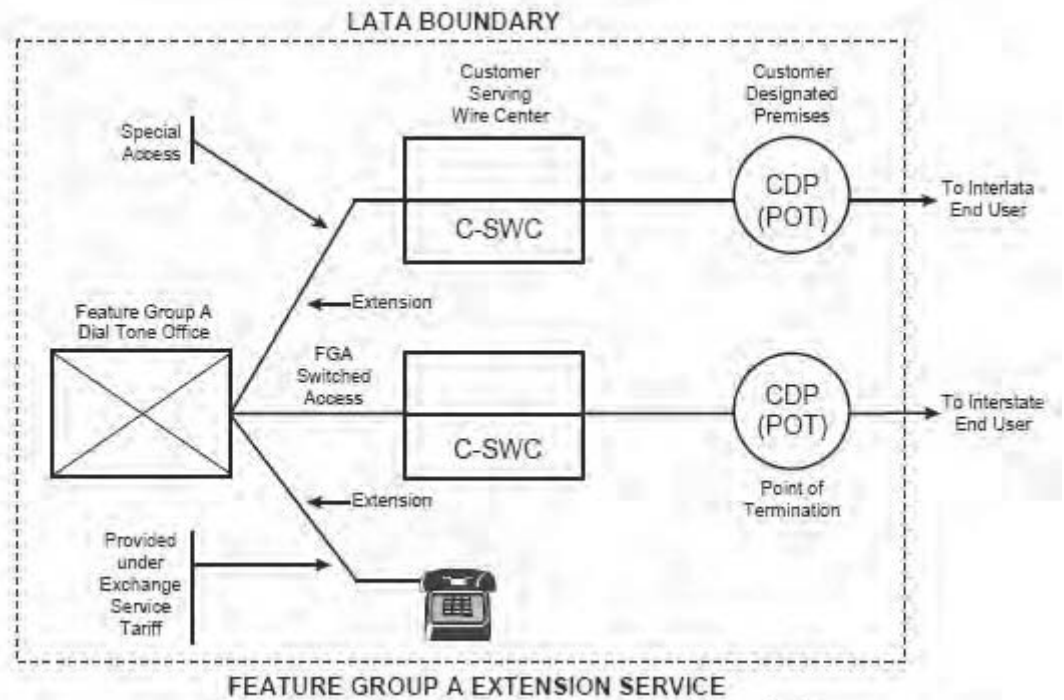 LATA BOUNDARY
Customer
Serving
Wire Center
Customer
Designated
Premises
Special
Access
CDP
(POT)
To Interlata
End User
C-SWC
Extension
Feature Group A
Dial Tone Office
FGA
Switched
Access
CDP
(POT)
To Interstate
End User
C-SWC
Extension
Point of
Termination
Provided
under
Exchange
Service
Tariff
FEATURE GROUP A EXTENSION SERVICE